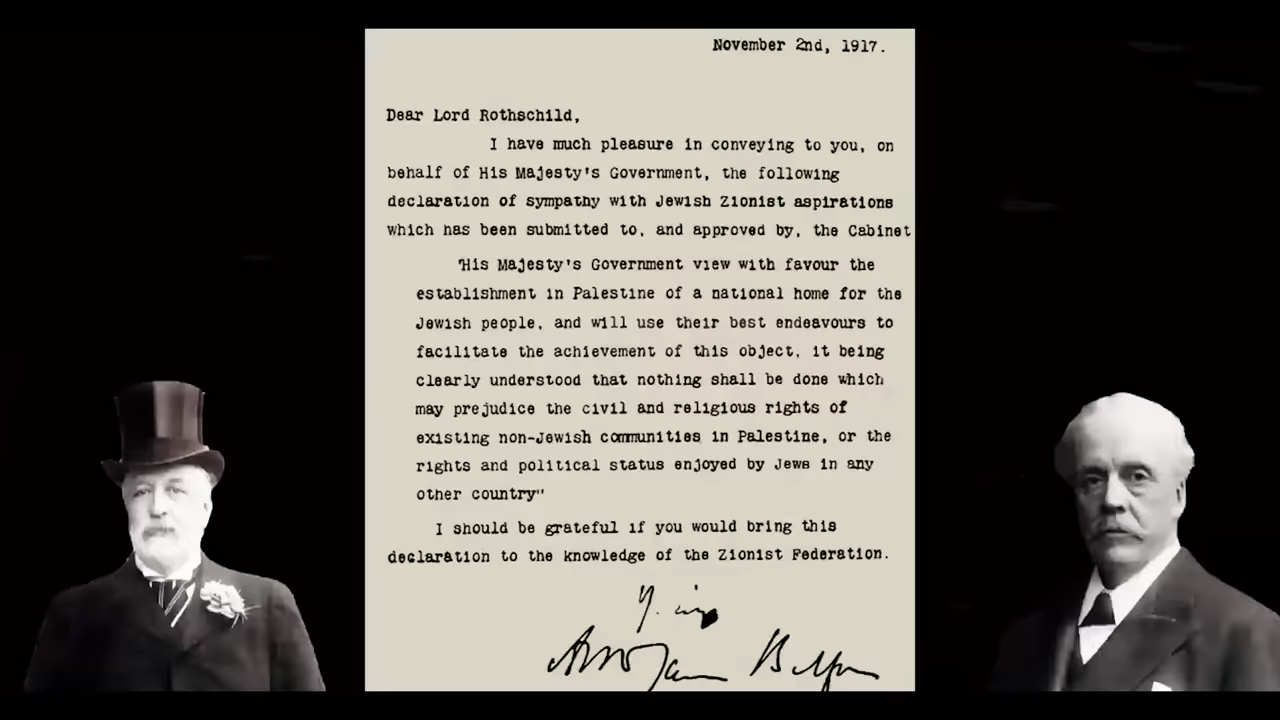 November 2nd, 1917.
Dear Lord Rothschild,
I have much pleasure in conveying to you, on
behalf of His Majesty's Government, the following
declaration of sympathy with Jewish Zionist aspirations
which has been submitted to, and approved by, the Cabinet
"His Majesty's Government view with favour the
establishment in Palestine of a national home for the
Jewish people, and will use their best endeavours to
facilitate the achievement of this object, it being
clearly understood that nothing shall be done which
may prejudice the civil and religious rights of
existing non-Jewish communities in Palestine, or the
rights and political status enjoyed by Jews in any
other country"
I should be grateful if you would bring this
declaration to the knowledge of the Zionist Federation.